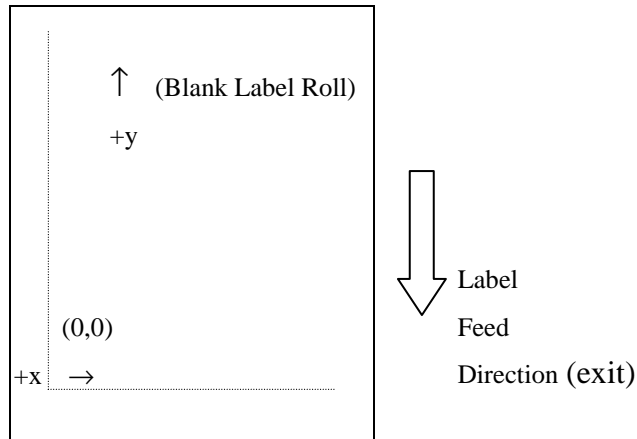 ↑ (Blank Label Roll)
+y
Label
(0,0)
Feed
+x →
Direction (exit)